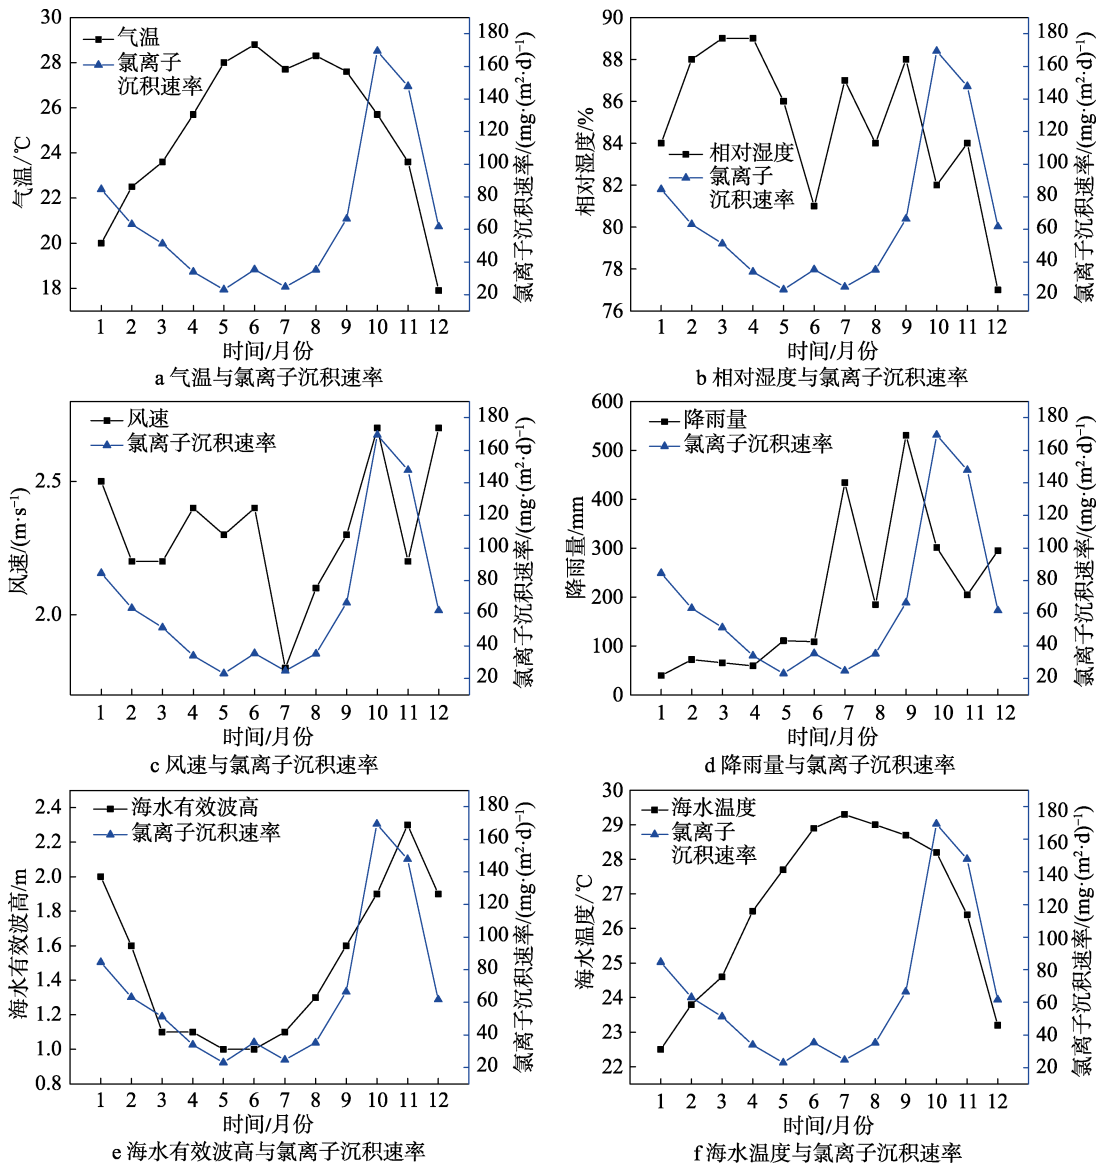 气温
氯离子
沉积速率
气温/℃
30
28
26
24
22
20
18
氯离子沉积速率/(mg·(m²·d)⁻¹)
180
160
140
120
100
80
60
40
20
1 2 3 4 5 6 7 8 9 10 11 12
时间/月份
a 气温与氯离子沉积速率
相对湿度
氯离子
沉积速率
相对湿度/%
90
88
86
84
82
80
78
76
氯离子沉积速率/(mg·(m²·d)⁻¹)
180
160
140
120
100
80
60
40
20
1 2 3 4 5 6 7 8 9 10 11 12
时间/月份
b 相对湿度与氯离子沉积速率
风速
氯离子沉积速率
风速/(m·s⁻¹)
2.5
2.0
氯离子沉积速率/(mg·(m²·d)⁻¹)
180
160
140
120
100
80
60
40
20
1 2 3 4 5 6 7 8 9 10 11 12
时间/月份
c 风速与氯离子沉积速率
降雨量
氯离子沉积速率
降雨量/mm
600
500
400
300
200
100
0
氯离子沉积速率/(mg·(m²·d)⁻¹)
180
160
140
120
100
80
60
40
20
1 2 3 4 5 6 7 8 9 10 11 12
时间/月份
d 降雨量与氯离子沉积速率
海水有效波高
氯离子沉积速率
海水有效波高/m
2.4
2.2
2.0
1.8
1.6
1.4
1.2
1.0
0.8
氯离子沉积速率/(mg·(m²·d)⁻¹)
180
160
140
120
100
80
60
40
20
1 2 3 4 5 6 7 8 9 10 11 12
时间/月份
e 海水有效波高与氯离子沉积速率
海水温度
氯离子
沉积速率
海水温度/℃
30
29
28
27
26
25
24
23
22
氯离子沉积速率/(mg·(m²·d)⁻¹)
180
160
140
120
100
80
60
40
20
1 2 3 4 5 6 7 8 9 10 11 12
时间/月份
f 海水温度与氯离子沉积速率